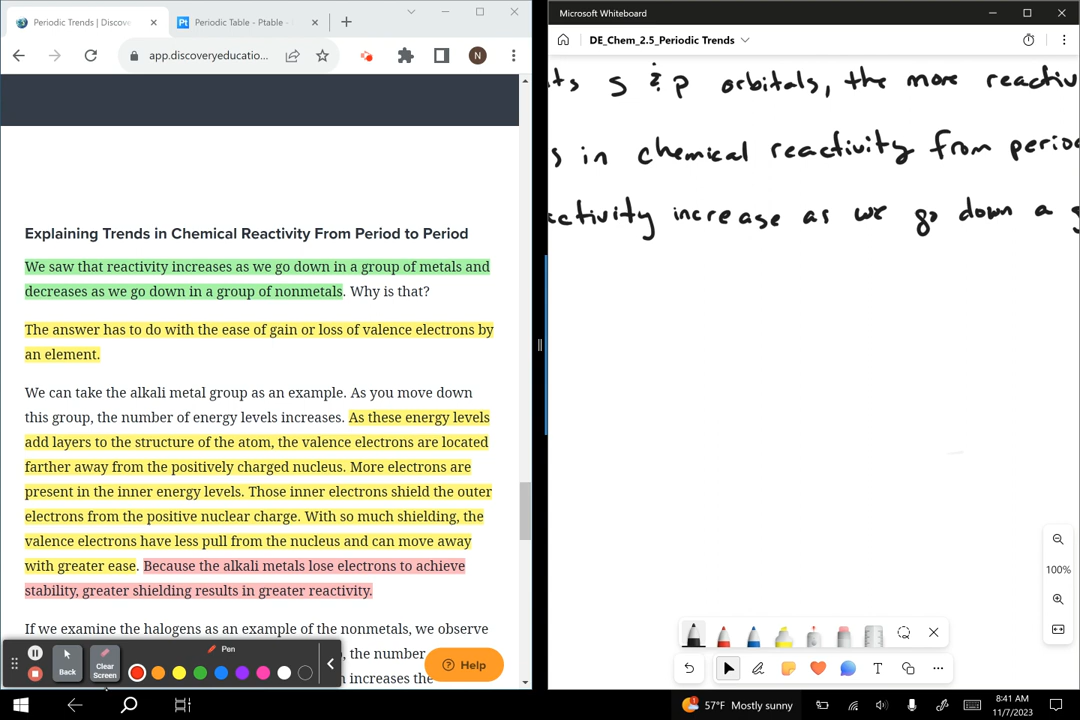 Periodic Trends | Discove
Periodic Table - Ptable -
app.discoveryeducatio...
N
Microsoft Whiteboard
DE_Chem_2.5_Periodic Trends
Explaining Trends in Chemical Reactivity From Period to Period
We saw that reactivity increases as we go down in a group of metals and
decreases as we go down in a group of nonmetals. Why is that?
The answer has to do with the ease of gain or loss of valence electrons by
an element.
We can take the alkali metal group as an example. As you move down
this group, the number of energy levels increases. As these energy levels
add layers to the structure of the atom, the valence electrons are located
farther away from the positively charged nucleus. More electrons are
present in the inner energy levels. Those inner electrons shield the outer
electrons from the positive nuclear charge. With so much shielding, the
valence electrons have less pull from the nucleus and can move away
with greater ease. Because the alkali metals lose electrons to achieve
stability, greater shielding results in greater reactivity.
If we examine the halogens as an example of the nonmetals, we observe
, the number
increases the
Pen
Back
Clear
Screen
Help
ts s & p orbitals, the more reactiv
s in chemical reactivity from perio
activity increase as we go down a g
100%
57°F Mostly sunny
8:41 AM
11/7/2023